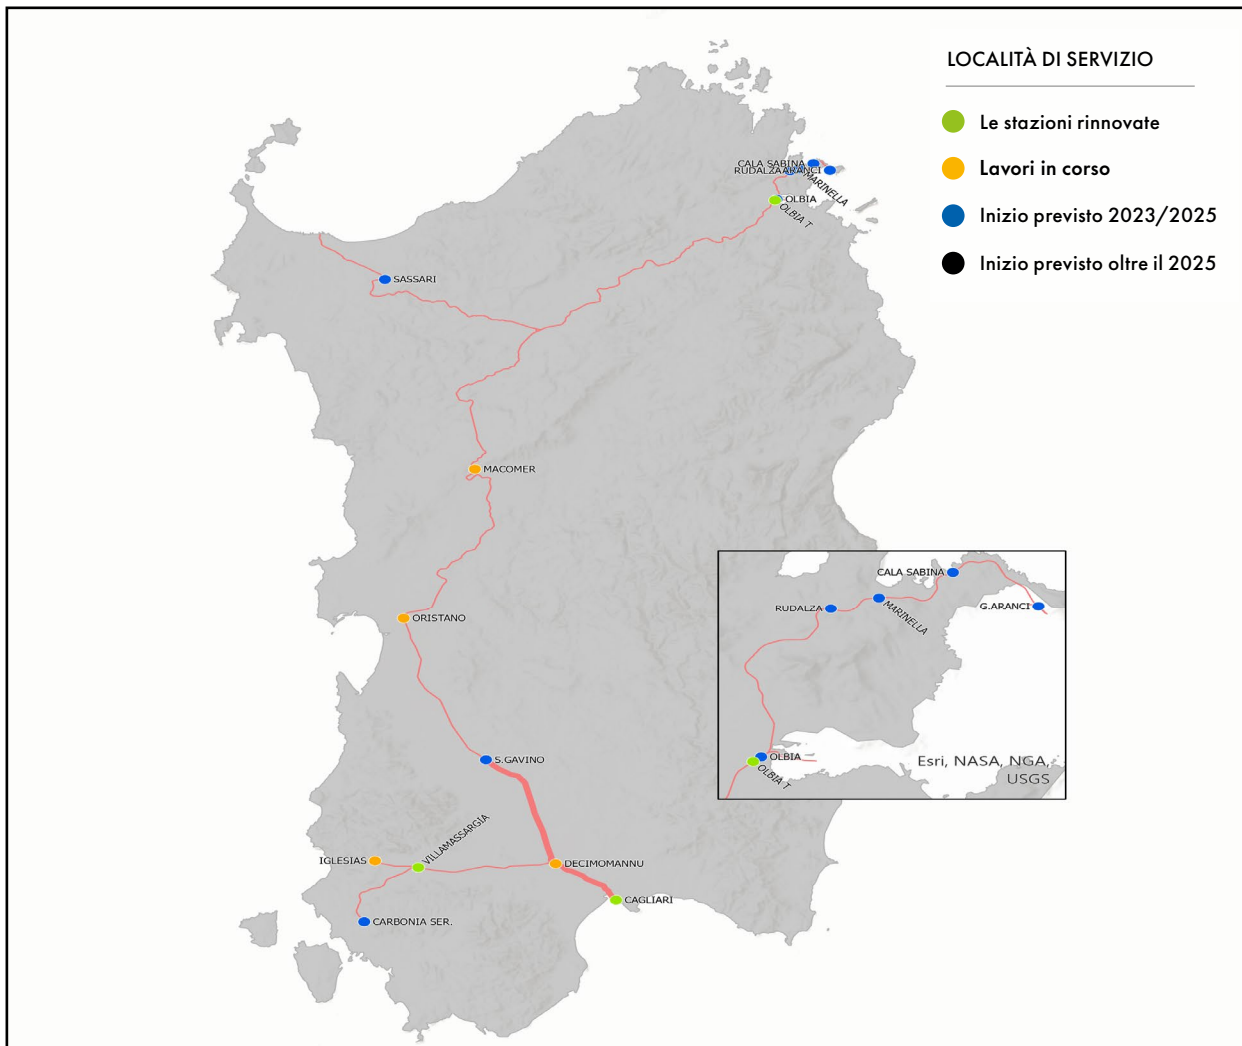 LOCALITÀ DI SERVIZIO
Le stazioni rinnovate
Lavori in corso
Inizio previsto 2023/2025
Inizio previsto oltre il 2025
CALA SABINA
RUDALZA
ARANCI
MARINELLA
OLBIA
OLBIA T
SASSARI
MACOMER
ORISTANO
S.GAVINO
VILLAMASSARGIA
IGLESIAS
DECIMOMANNU
CAGLIARI
CARBONIA SER.
CALA SABINA
RUDALZA
MARINELLA
G.ARANCI
OLBIA
OLBIA T
Esri, NASA, NGA,
USGS